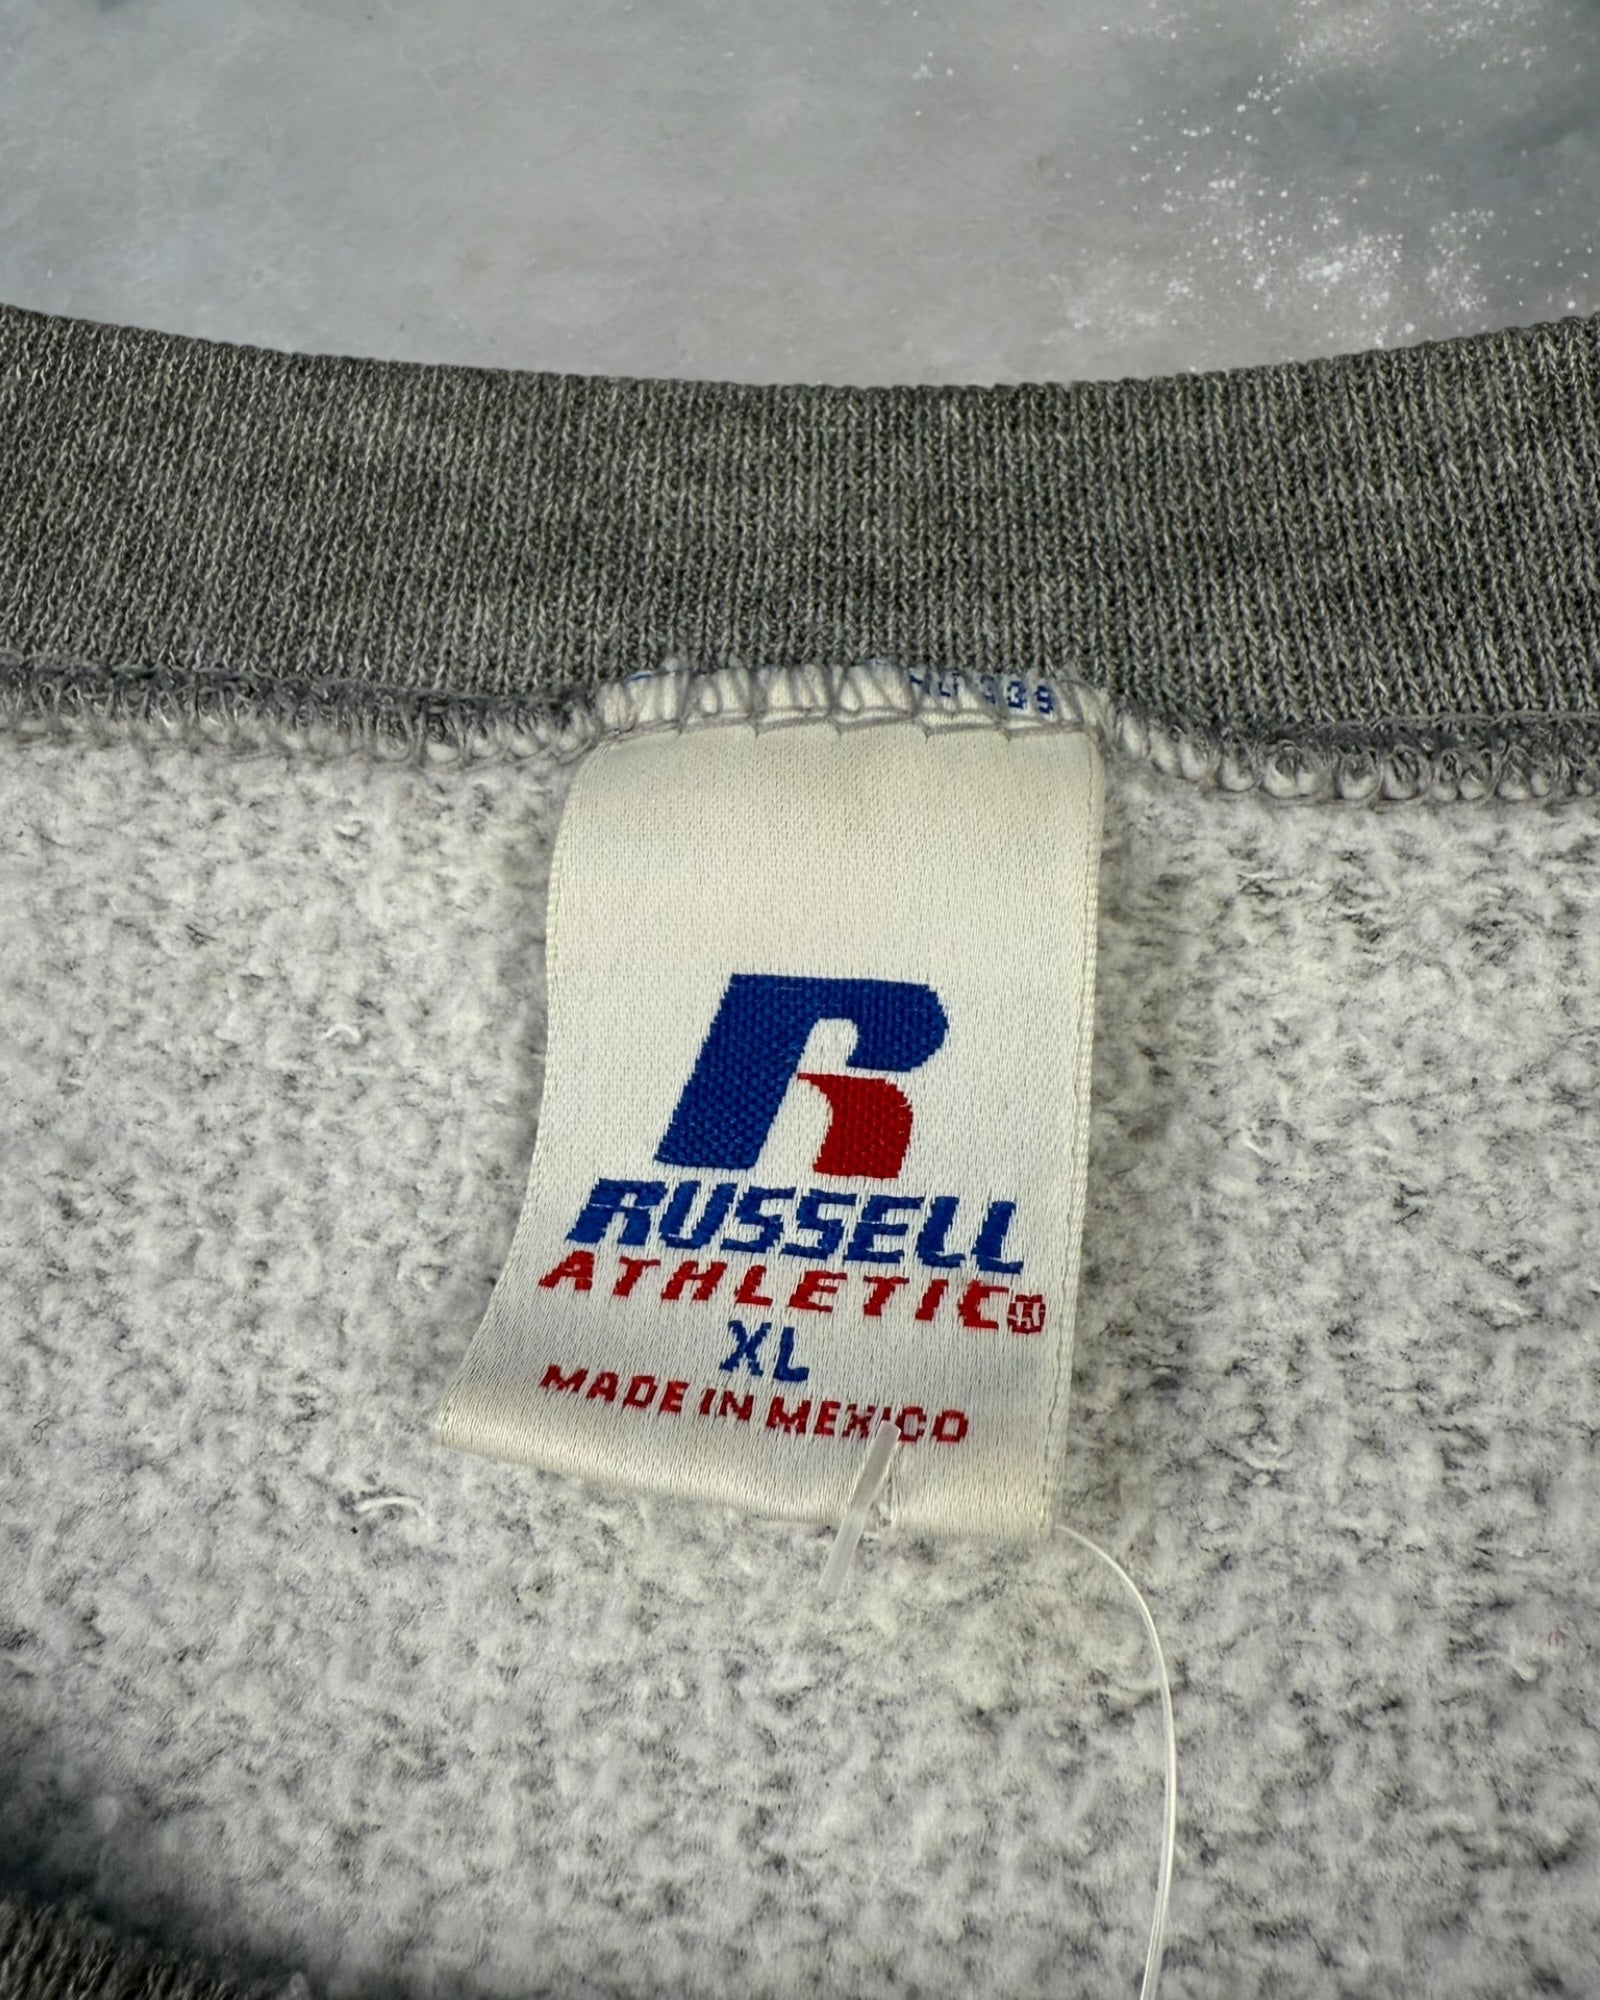 R
RUSSELL
ATHLETIC
XL
MADE IN MEXICO